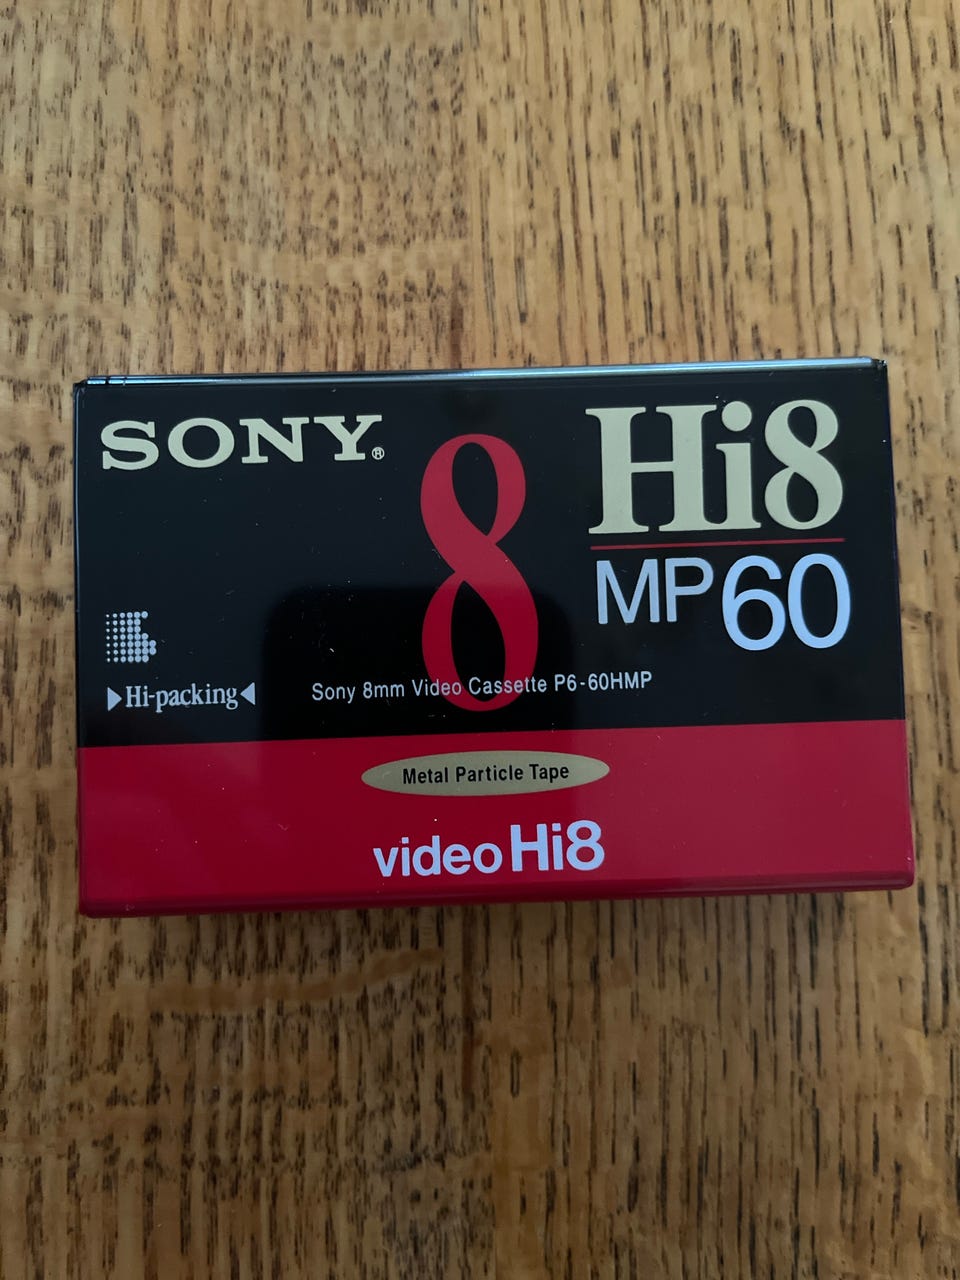 SONY®
8
Hi8
MP60
▶Hi-packing◀
Sony 8mm Video Cassette P6-60HMP
Metal Particle Tape
video Hi8